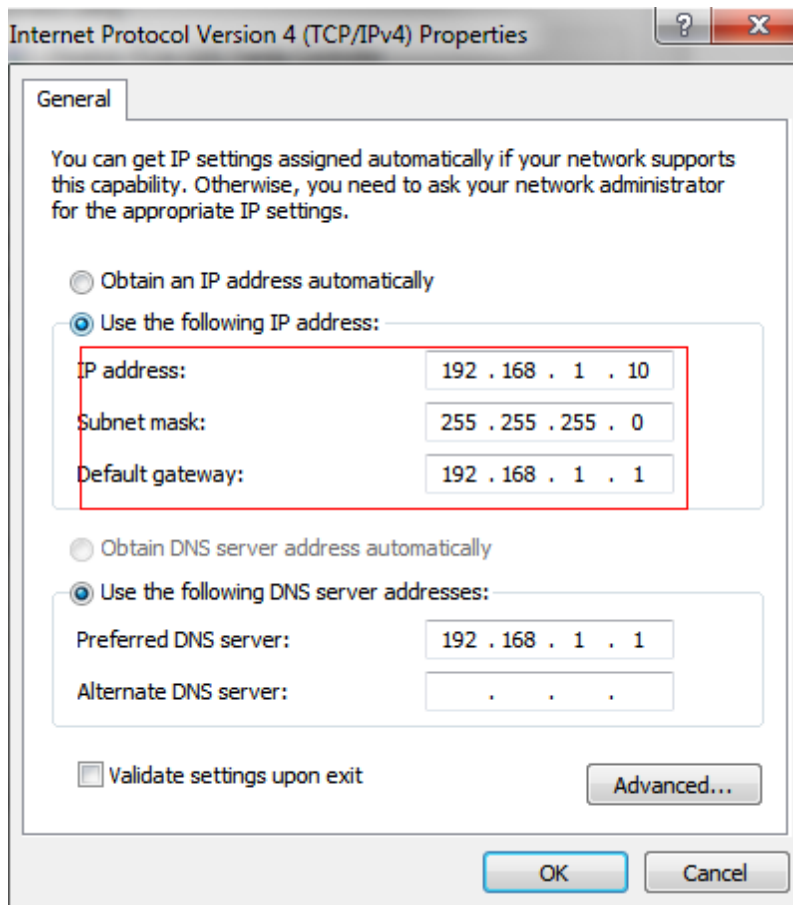 Internet Protocol Version 4 (TCP/IPv4) Properties
?
X
General
You can get IP settings assigned automatically if your network supports
this capability. Otherwise, you need to ask your network administrator
for the appropriate IP settings.
Obtain an IP address automatically
Use the following IP address:
IP address: 192 . 168 . 1 . 10
Subnet mask: 255 . 255 . 255 . 0
Default gateway: 192 . 168 . 1 . 1
Obtain DNS server address automatically
Use the following DNS server addresses:
Preferred DNS server: 192 . 168 . 1 . 1
Alternate DNS server: . . .
Validate settings upon exit
Advanced...
OK Cancel